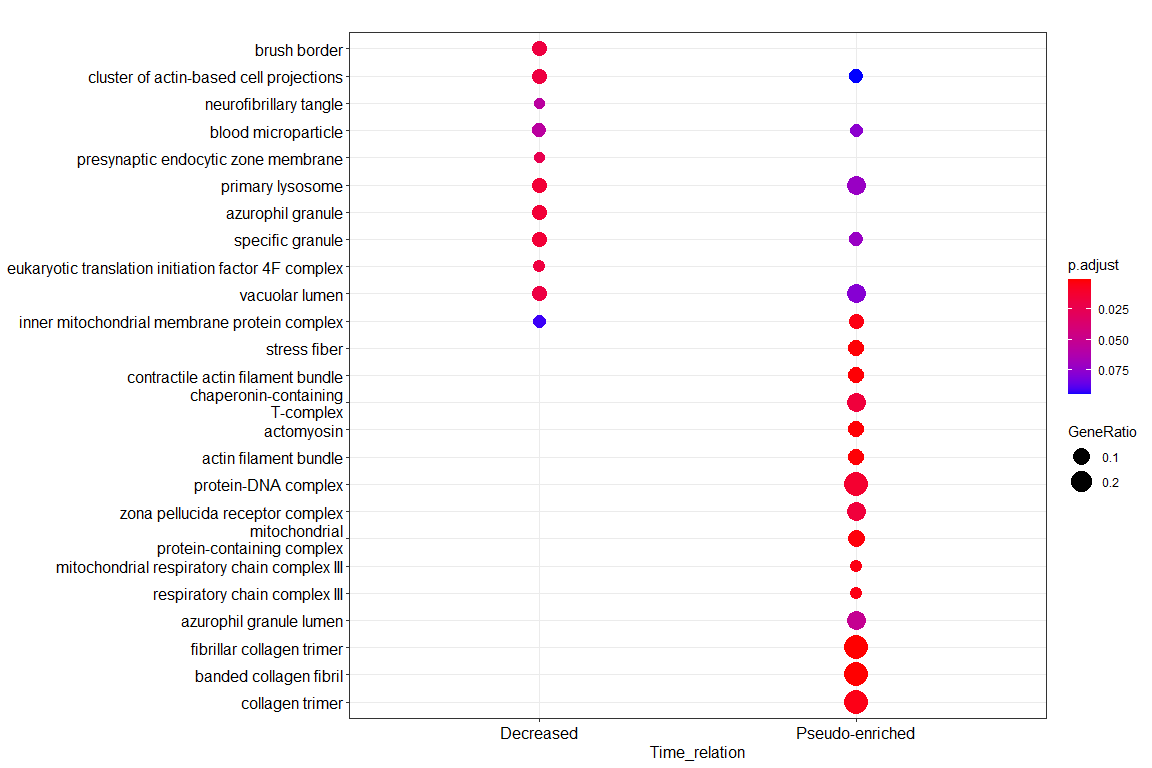 brush border
cluster of actin-based cell projections
neurofibrillary tangle
blood microparticle
presynaptic endocytic zone membrane
primary lysosome
azurophil granule
specific granule
eukaryotic translation initiation factor 4F complex
vacuolar lumen
inner mitochondrial membrane protein complex
stress fiber
contractile actin filament bundle
chaperonin-containing
T-complex
actomyosin
actin filament bundle
protein-DNA complex
zona pellucida receptor complex
mitochondrial
protein-containing complex
mitochondrial respiratory chain complex III
respiratory chain complex III
azurophil granule lumen
fibrillar collagen trimer
banded collagen fibril
collagen trimer
Decreased
Pseudo-enriched
Time_relation
p.adjust
0.025
0.050
0.075
GeneRatio
0.1
0.2